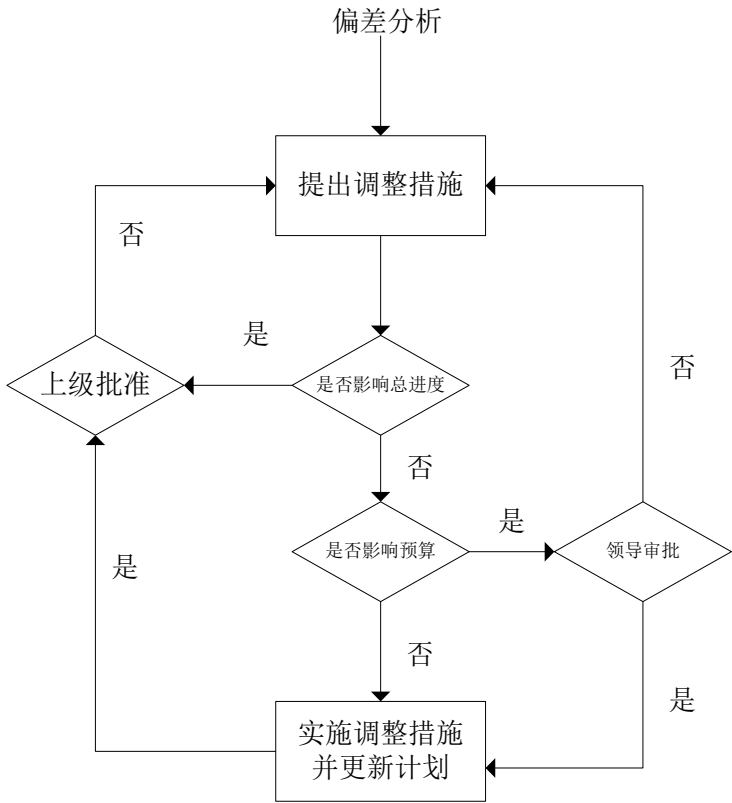 偏差分析
提出调整措施
否
是
上级批准
是否影响总进度
否
否
是
是否影响预算
领导审批
是
否
是
实施调整措施
并更新计划